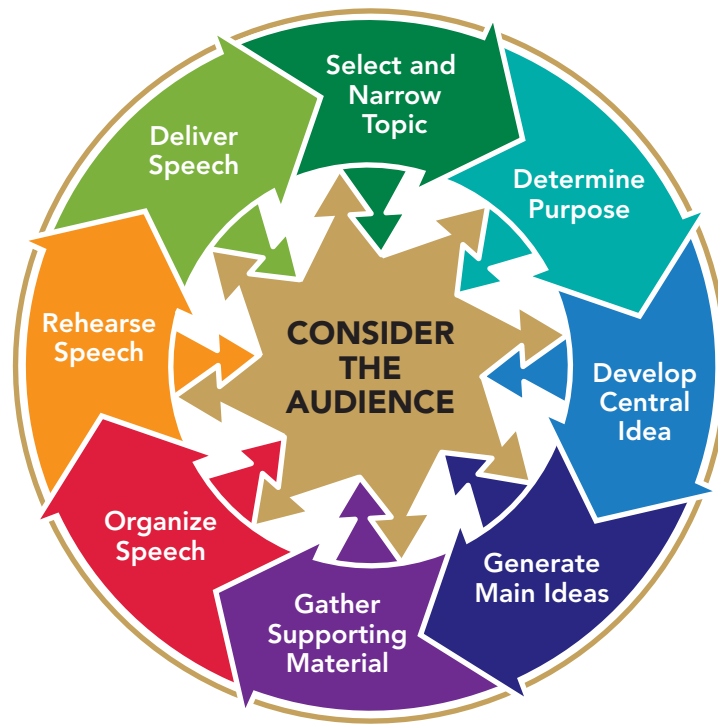 Select and
Narrow
Topic
Determine
Purpose
Develop
Central
Idea
Generate
Main Ideas
Gather
Supporting
Material
Organize
Speech
Rehearse
Speech
Deliver
Speech
CONSIDER
THE
AUDIENCE